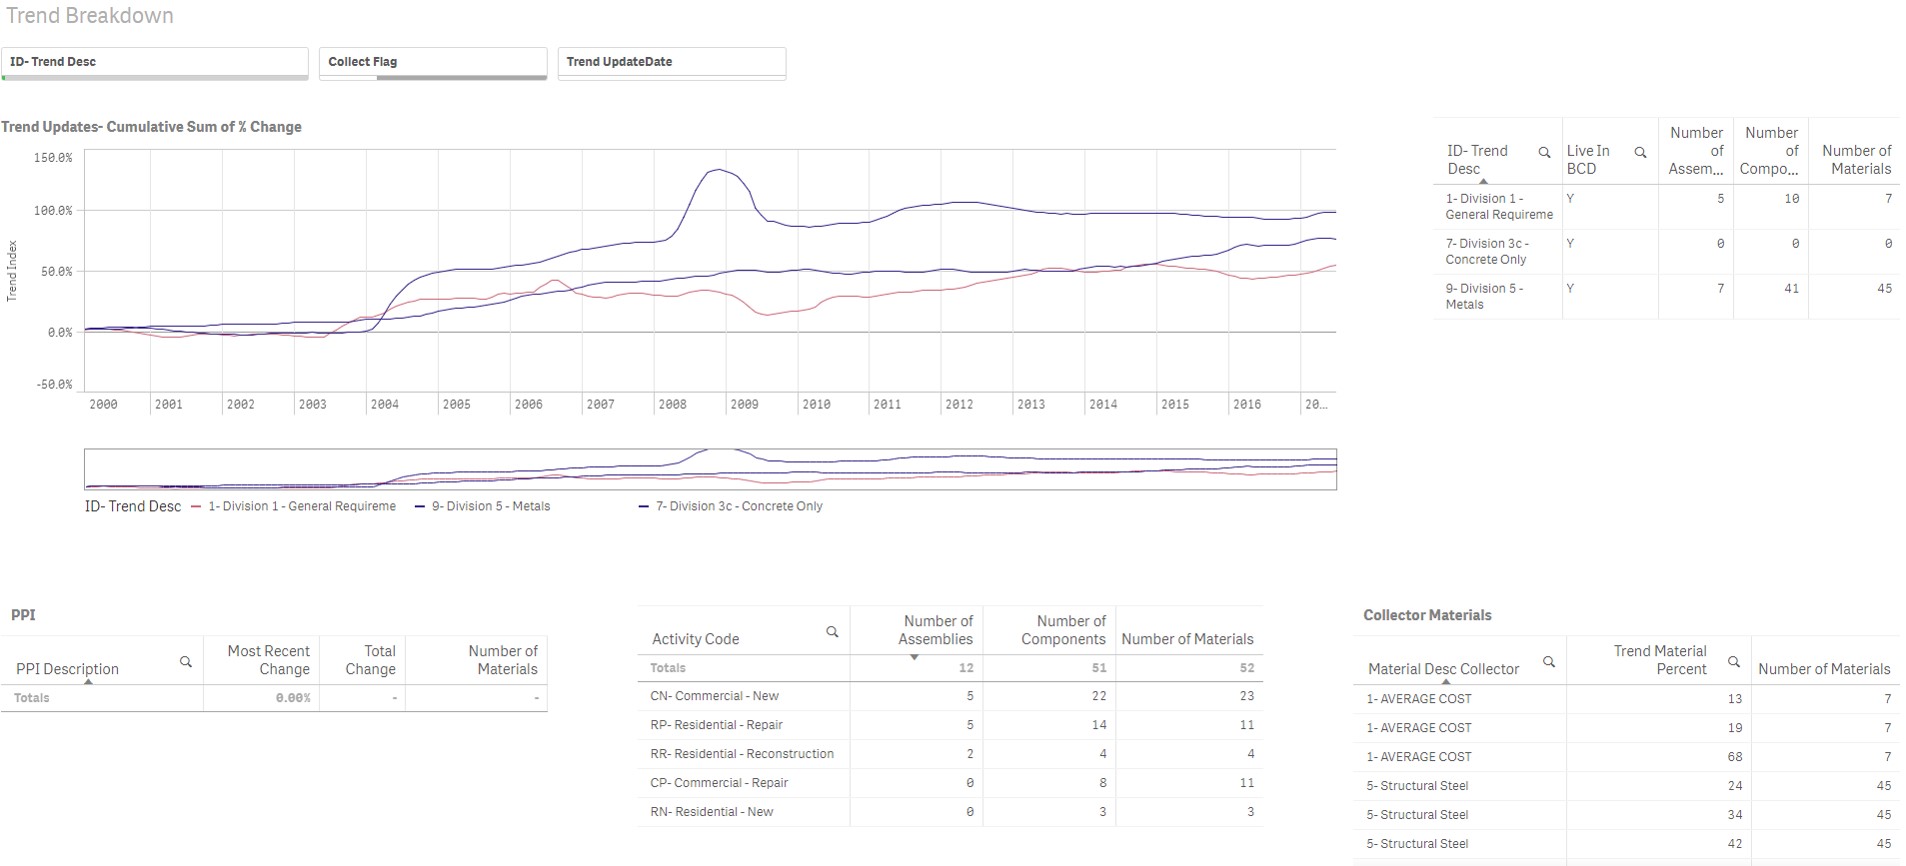 Trend Breakdown
ID- Trend Desc
Collect Flag
Trend UpdateDate
Trend Updates- Cumulative Sum of % Change
Trend Index
150.0%
100.0%
50.0%
0.0%
-50.0%
2000 2001 2002 2003 2004 2005 2006 2007 2008 2009 2010 2011 2012 2013 2014 2015 2016 20...
ID- Trend Desc 1- Division 1 - General Requireme 9- Division 5 - Metals 7- Division 3c - Concrete Only
ID- Trend
Desc
Live In
BCD
Number
of
Assem...
Number
of
Compo...
Number of
Materials
1- Division 1 -
General Requireme
Y 5 10 7
7- Division 3c -
Concrete Only
Y 0 0 0
9- Division 5 -
Metals
Y 7 41 45
PPI
PPI Description
Most Recent
Change
Total
Change
Number of
Materials
Totals 0.00% - -
Activity Code
Number of
Assemblies
Number of
Components
Number of Materials
Totals 12 51 52
CN- Commercial - New 5 22 23
RP- Residential - Repair 5 14 11
RR- Residential - Reconstruction 2 4 4
CP- Commercial - Repair 0 8 11
RN- Residential - New 0 3 3
Collector Materials
Material Desc Collector
Trend Material
Percent
Number of Materials
1- AVERAGE COST 13 7
1- AVERAGE COST 19 7
1- AVERAGE COST 68 7
5- Structural Steel 24 45
5- Structural Steel 34 45
5- Structural Steel 42 45